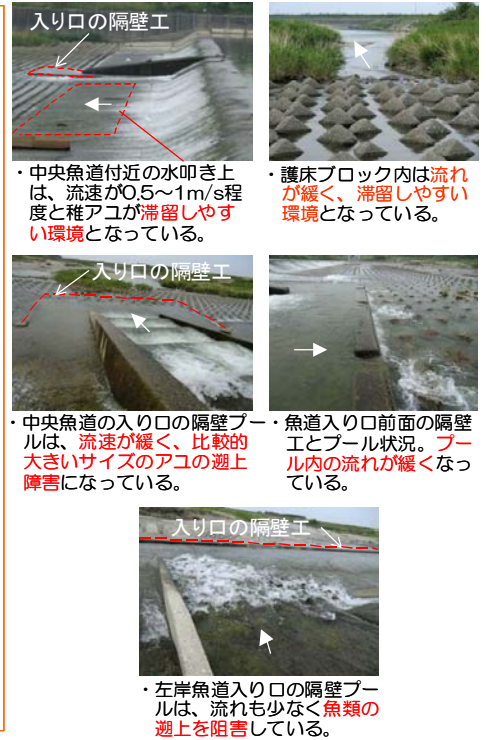 入り口の隔壁工
・中央魚道付近の水叩き上
は、流速が0.5～1m/s程
度と稚アユが滞留しやす
い環境となっている。
・護床ブロック内は流れ
が緩く、滞留しやすい
環境となっている。
入り口の隔壁工
・中央魚道の入り口の隔壁プー
ルは、流速が緩く、比較的
大きいサイズのアユの遡上
障害になっている。
・魚道入り口前面の隔壁
工とプール状況。プー
ル内の流れが緩くなっ
ている。
入り口の隔壁工
・左岸魚道入り口の隔壁プー
ルは、流れも少なく魚類の
遡上を阻害している。